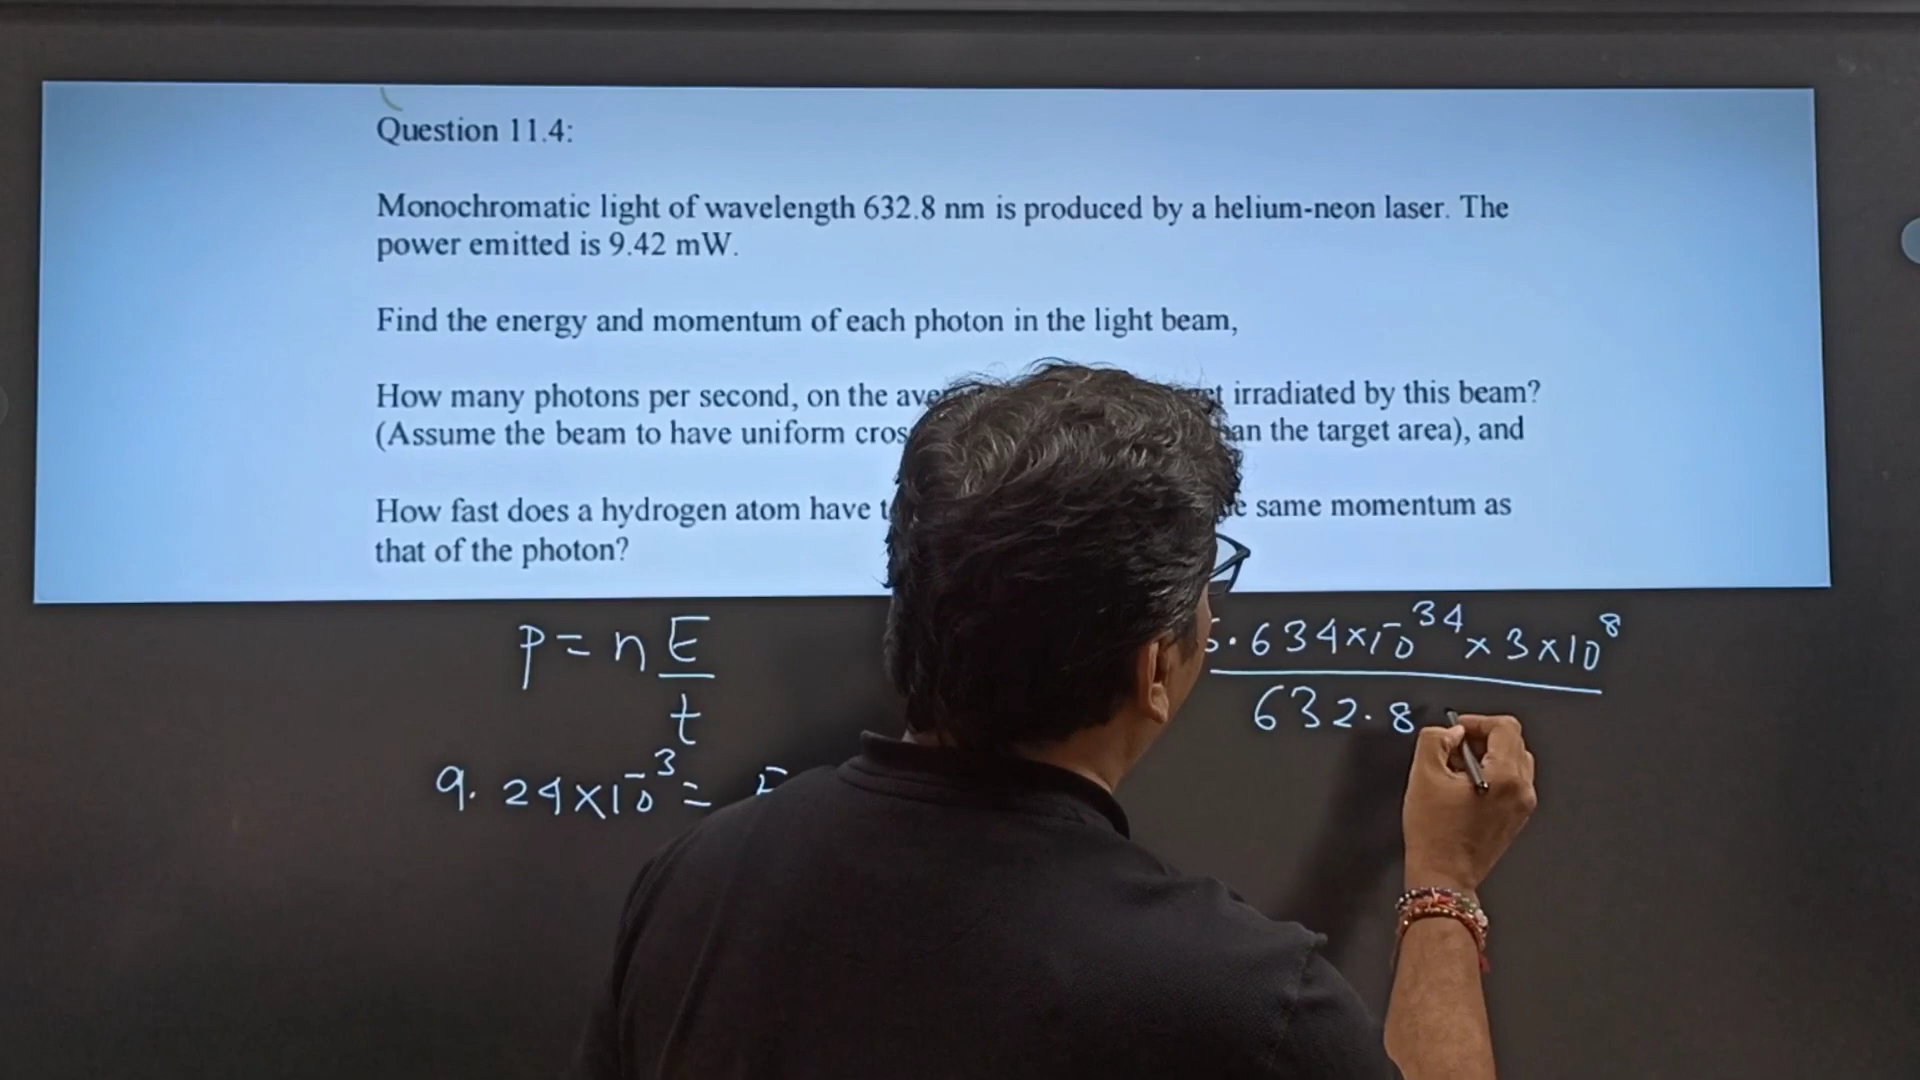 Question 11.4:
Monochromatic light of wavelength 632.8 nm is produced by a helium-neon laser. The
power emitted is 9.42 mW.
Find the energy and momentum of each photon in the light beam,
How many photons per second, on the irradiated by this beam?
(Assume the beam to have uniform the target area), and
How fast does a hydrogen atom have same momentum as
that of the photon?
p = n E/t
.634×10̄³⁴ × 3×10⁸
632.8
9.24×10̄³ =